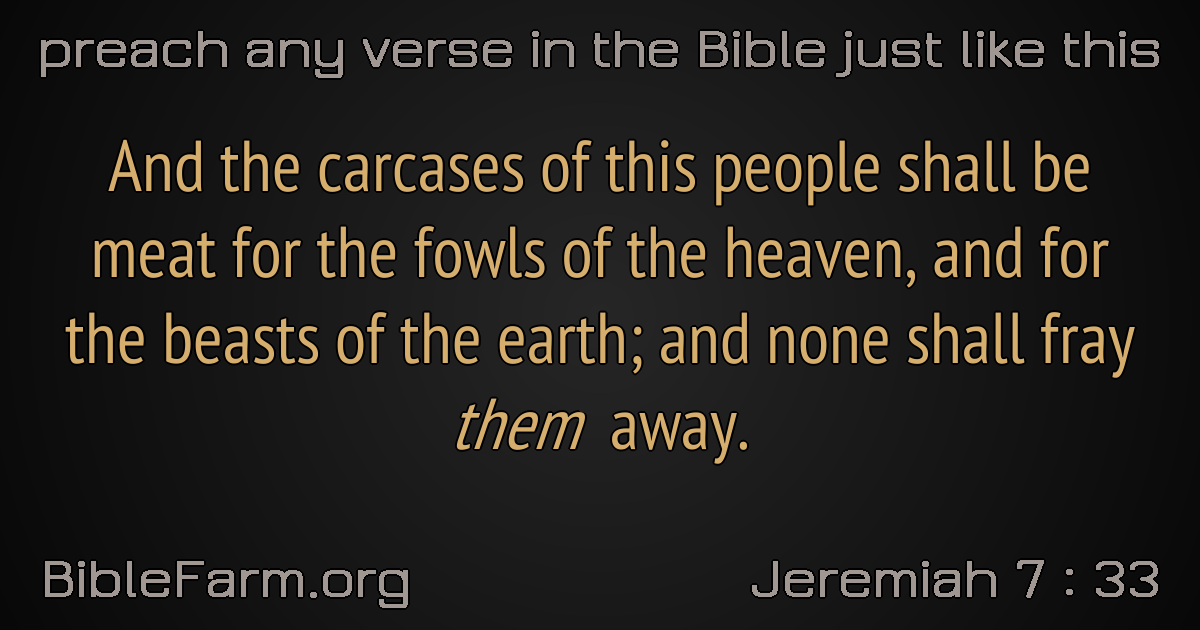 preach any verse in the Bible just like this
And the carcases of this people shall be
meat for the fowls of the heaven, and for
the beasts of the earth; and none shall fray
them away.
BibleFarm.org
Jeremiah 7 : 33